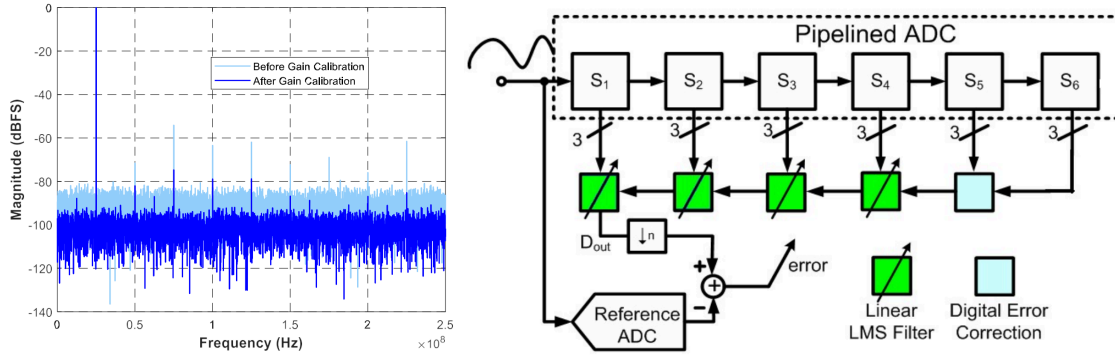 0
-20
-40
-60
-80
-100
-120
-140
Magnitude (dBFS)
Before Gain Calibration
After Gain Calibration
0
0.5
1
1.5
2
2.5
Frequency (Hz)
×10⁸
Pipelined ADC
S₁
S₂
S₃
S₄
S₅
S₆
3
3
3
3
3
D_out
↓n
+
+
−
error
Reference
ADC
Linear
LMS Filter
Digital Error
Correction